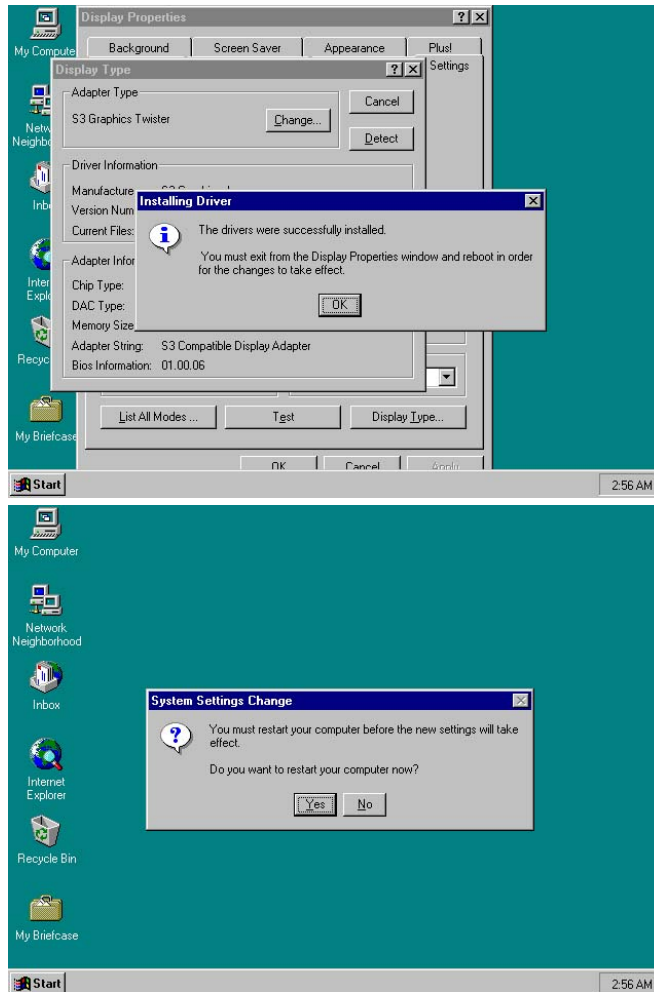 Display Properties
My Compute
Background Screen Saver Appearance Plus!
Settings
Display Type
Adapter Type
S3 Graphics Twister
Change...
Cancel
Detect
Netw
Neighbo
Driver Information
Manufacture
Version Num
Current Files:
Inb
Installing Driver
The drivers were successfully installed.
You must exit from the Display Properties window and reboot in order
for the changes to take effect.
OK
Adapter Infor
Chip Type:
DAC Type:
Memory Size
Adapter String: S3 Compatible Display Adapter
Bios Information: 01.00.06
Inter
Explo
Recyc
List All Modes ... Test Display Type...
My Briefcase
OK Cancel Apply
Start 2:56 AM
My Computer
Network
Neighborhood
Inbox
System Settings Change
You must restart your computer before the new settings will take
effect.
Do you want to restart your computer now?
Yes No
Internet
Explorer
Recycle Bin
My Briefcase
Start 2:56 AM